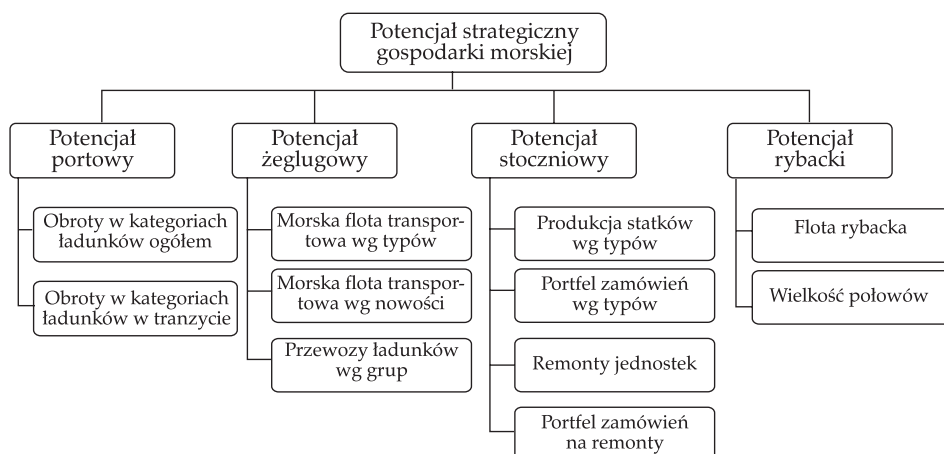 Potencjał strategiczny
gospodarki morskiej
Potencjał
portowy
Obroty w kategoriach
ładunków ogółem
Obroty w kategoriach
ładunków w tranzycie
Potencjał
żeglugowy
Morska flota transpor-
towa wg typów
Morska flota transpor-
towa wg nowości
Przewozy ładunków
wg grup
Potencjał
stoczniowy
Produkcja statków
wg typów
Portfel zamówień
wg typów
Remonty jednostek
Portfel zamówień
na remonty
Potencjał
rybacki
Flota rybacka
Wielkość połowów